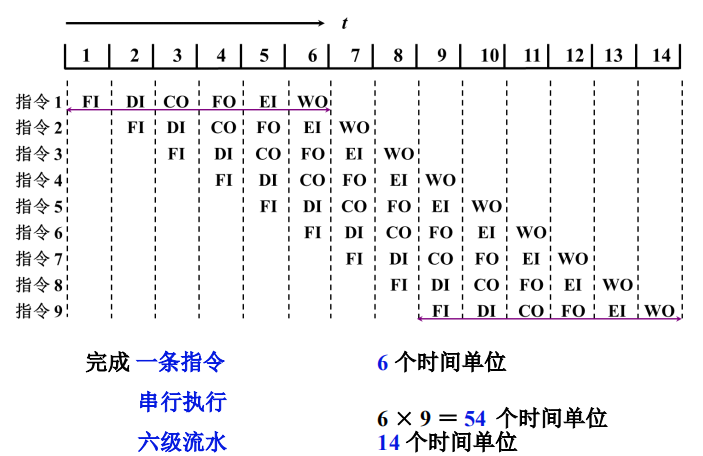 t
1 2 3 4 5 6 7 8 9 10 11 12 13 14
指令 1 FI DI CO FO EI WO
指令 2 FI DI CO FO EI WO
指令 3 FI DI CO FO EI WO
指令 4 FI DI CO FO EI WO
指令 5 FI DI CO FO EI WO
指令 6 FI DI CO FO EI WO
指令 7 FI DI CO FO EI WO
指令 8 FI DI CO FO EI WO
指令 9 FI DI CO FO EI WO
完成 一条指令 6 个时间单位
串行执行
6 × 9 = 54 个时间单位
六级流水 14 个时间单位